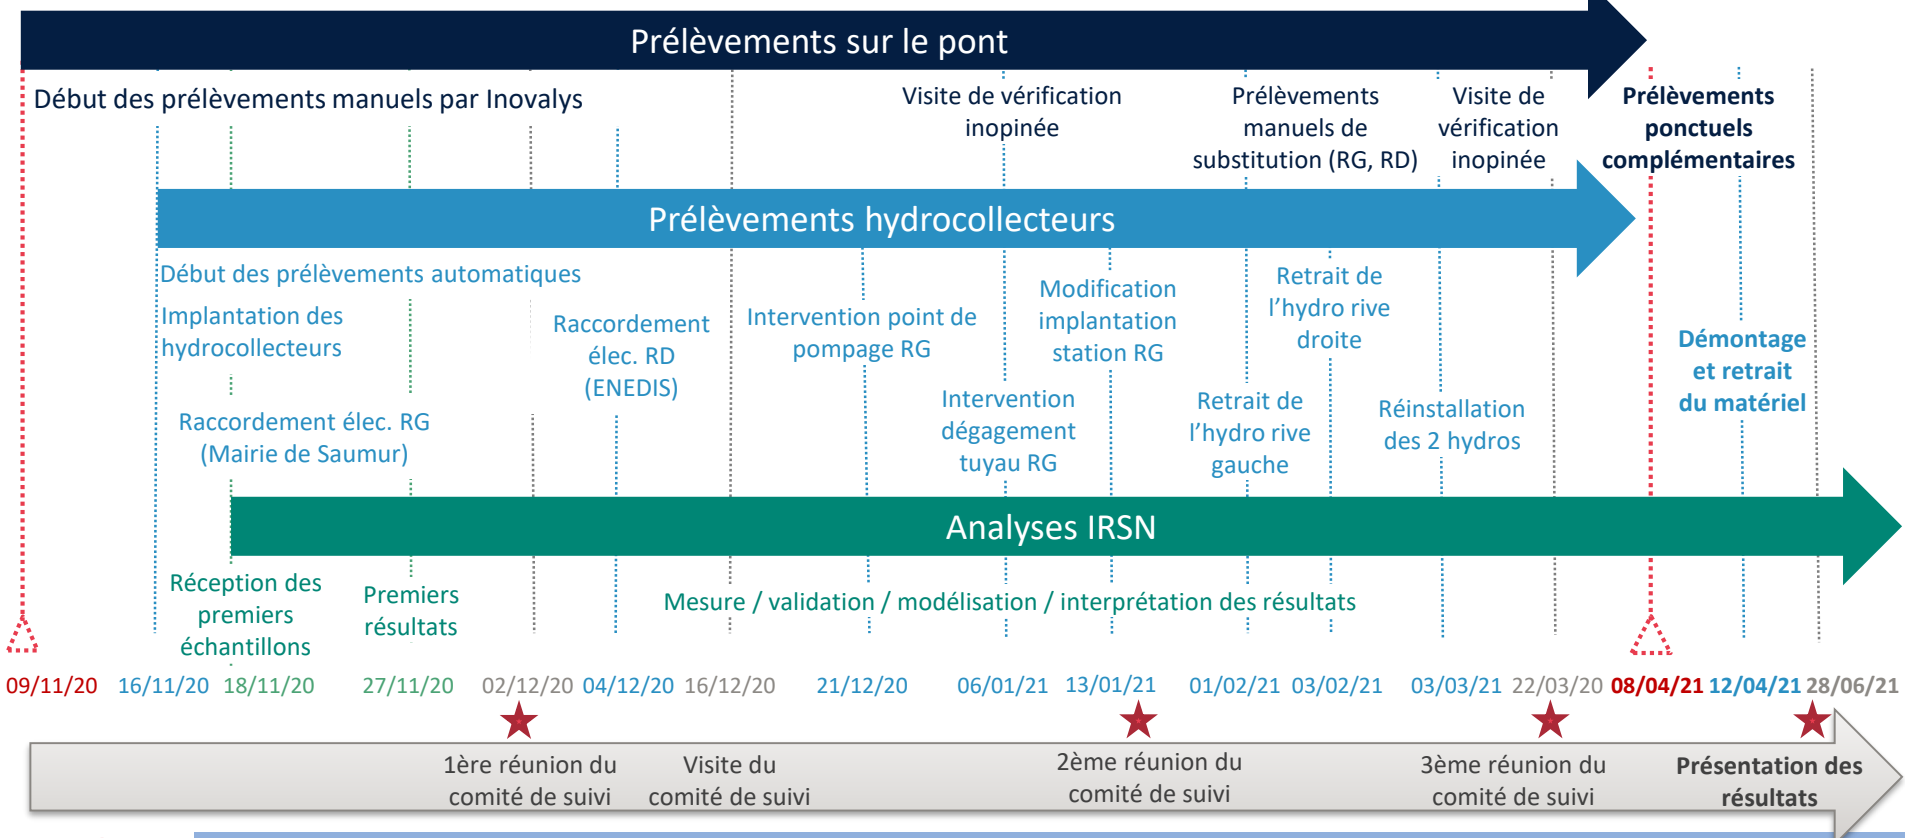 Prélèvements sur le pont
Début des prélèvements manuels par Inovalys
Visite de vérification
inopinée
Prélèvements
manuels de
substitution (RG, RD)
Visite de
vérification
inopinée
Prélèvements
ponctuels
complémentaires
Prélèvements hydrocollecteurs
Début des prélèvements automatiques
Implantation des
hydrocollecteurs
Raccordement élec. RG
(Mairie de Saumur)
Raccordement
élec. RD
(ENEDIS)
Intervention point de
pompage RG
Intervention
dégagement
tuyau RG
Modification
implantation
station RG
Retrait de
l'hydro rive
gauche
Retrait de
l'hydro rive
droite
Réinstallation
des 2 hydros
Démontage
et retrait
du matériel
Analyses IRSN
Réception des
premiers
échantillons
Premiers
résultats
Mesure / validation / modélisation / interprétation des résultats
09/11/20 16/11/20 18/11/20 27/11/20 02/12/20 04/12/20 16/12/20 21/12/20 06/01/21 13/01/21 01/02/21 03/02/21 03/03/21 22/03/20 08/04/21 12/04/21 28/06/21
1ère réunion du
comité de suivi
Visite du
comité de suivi
2ème réunion du
comité de suivi
3ème réunion du
comité de suivi
Présentation des
résultats